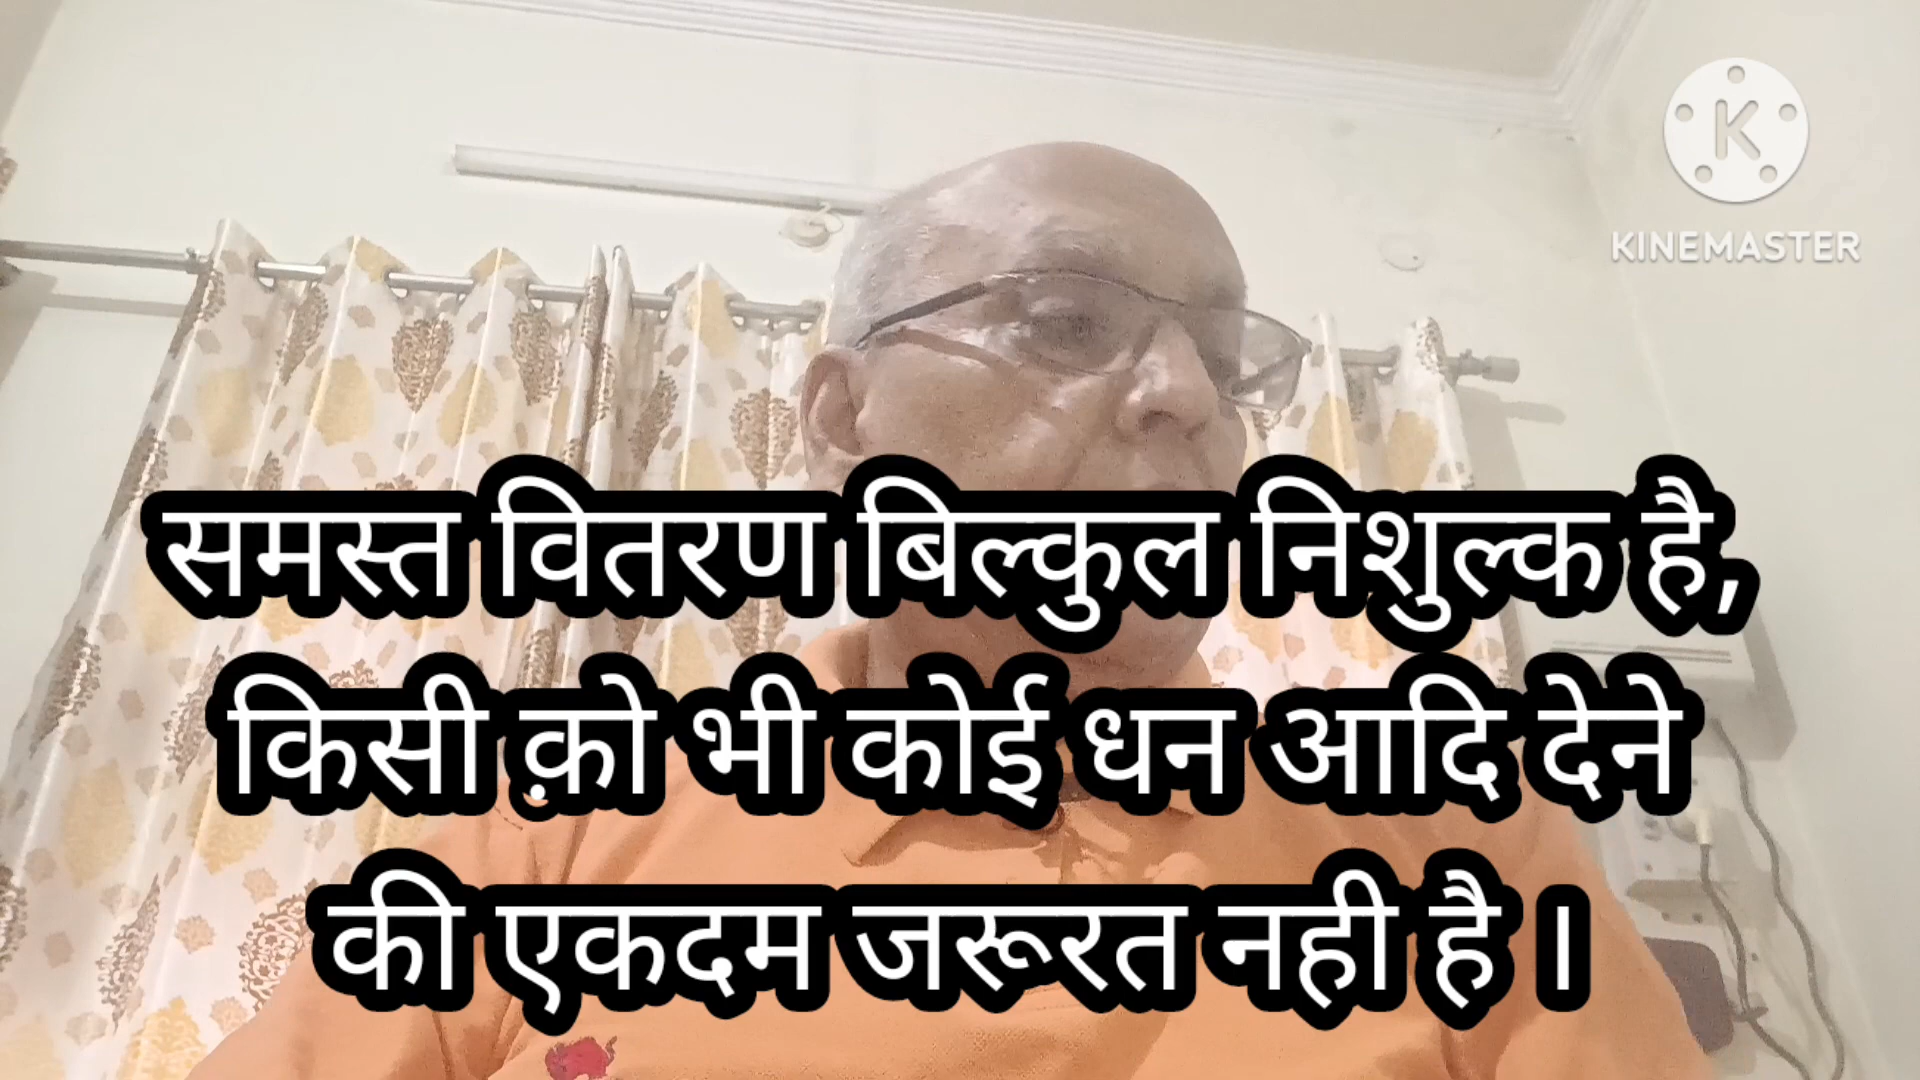 K
KINEMASTER
समस्त वितरण बिल्कुल निशुल्क है,
किसी क़ो भी कोई धन आदि देने
की एकदम जरूरत नही है ।